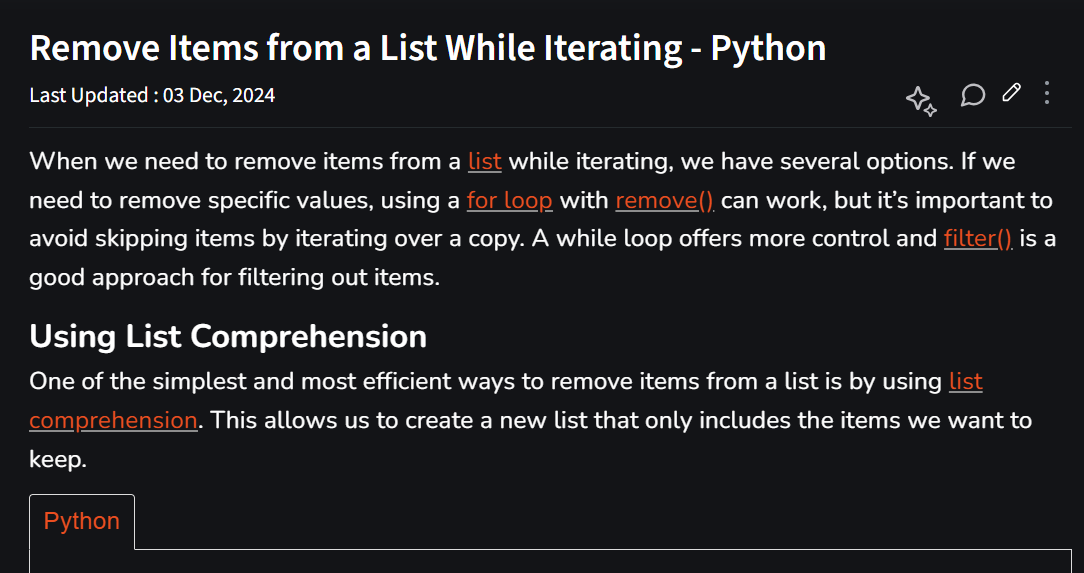 Remove Items from a List While Iterating - Python
Last Updated : 03 Dec, 2024
When we need to remove items from a list while iterating, we have several options. If we
need to remove specific values, using a for loop with remove() can work, but it’s important to
avoid skipping items by iterating over a copy. A while loop offers more control and filter() is a
good approach for filtering out items.
Using List Comprehension
One of the simplest and most efficient ways to remove items from a list is by using list
comprehension. This allows us to create a new list that only includes the items we want to
keep.
Python